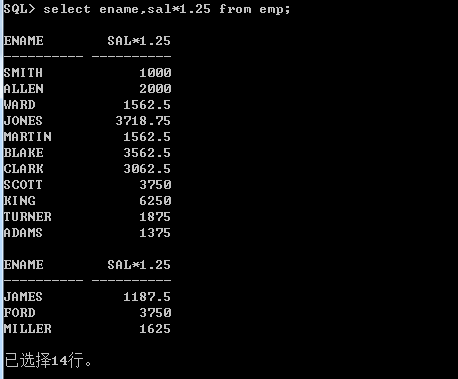 SQL> select ename,sal*1.25 from emp;
ENAME SAL*1.25
---------- ----------
SMITH 1000
ALLEN 2000
WARD 1562.5
JONES 3718.75
MARTIN 1562.5
BLAKE 3562.5
CLARK 3062.5
SCOTT 3750
KING 6250
TURNER 1875
ADAMS 1375
ENAME SAL*1.25
---------- ----------
JAMES 1187.5
FORD 3750
MILLER 1625
已选择14行。